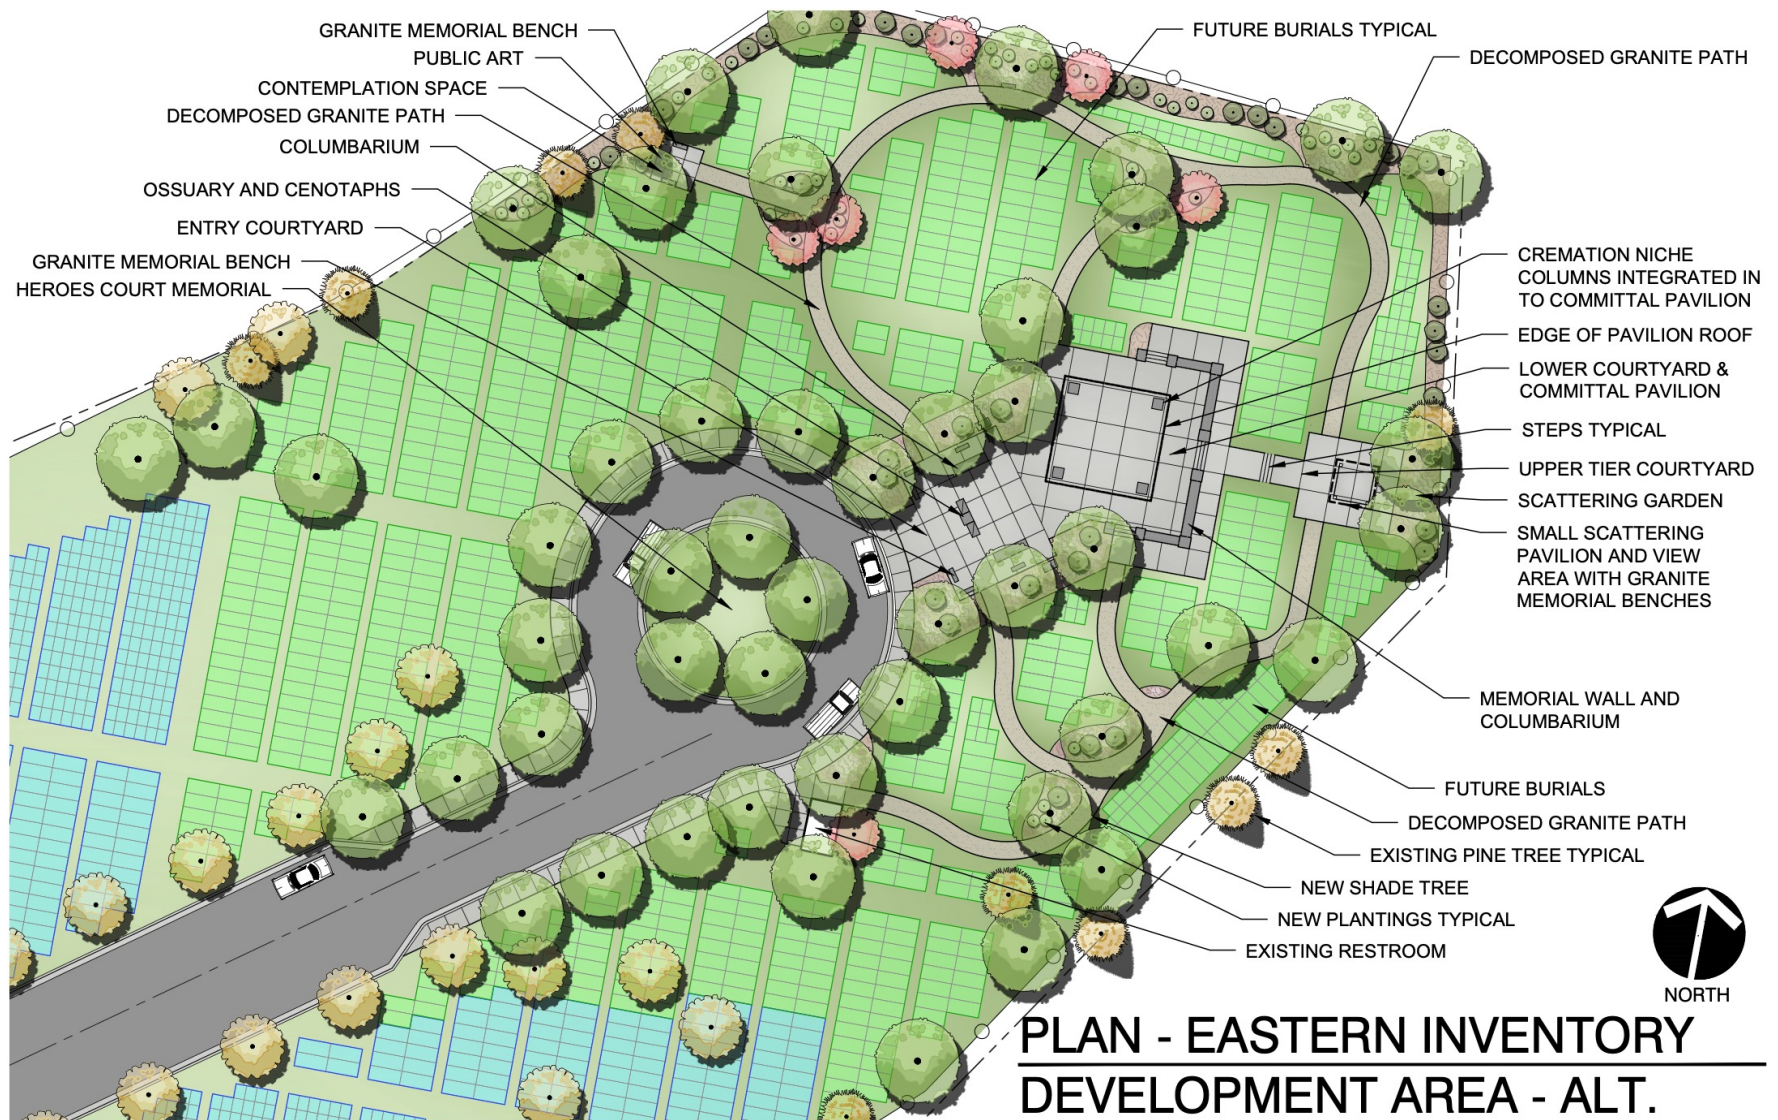 GRANITE MEMORIAL BENCH
PUBLIC ART
CONTEMPLATION SPACE
DECOMPOSED GRANITE PATH
COLUMBARIUM
OSSUARY AND CENOTAPHS
ENTRY COURTYARD
GRANITE MEMORIAL BENCH
HEROES COURT MEMORIAL
FUTURE BURIALS TYPICAL
DECOMPOSED GRANITE PATH
CREMATION NICHE
COLUMNS INTEGRATED IN
TO COMMITTAL PAVILION
EDGE OF PAVILION ROOF
LOWER COURTYARD &
COMMITTAL PAVILION
STEPS TYPICAL
UPPER TIER COURTYARD
SCATTERING GARDEN
SMALL SCATTERING
PAVILION AND VIEW
AREA WITH GRANITE
MEMORIAL BENCHES
MEMORIAL WALL AND
COLUMBARIUM
FUTURE BURIALS
DECOMPOSED GRANITE PATH
EXISTING PINE TREE TYPICAL
NEW SHADE TREE
NEW PLANTINGS TYPICAL
EXISTING RESTROOM
NORTH
PLAN - EASTERN INVENTORY
DEVELOPMENT AREA - ALT.